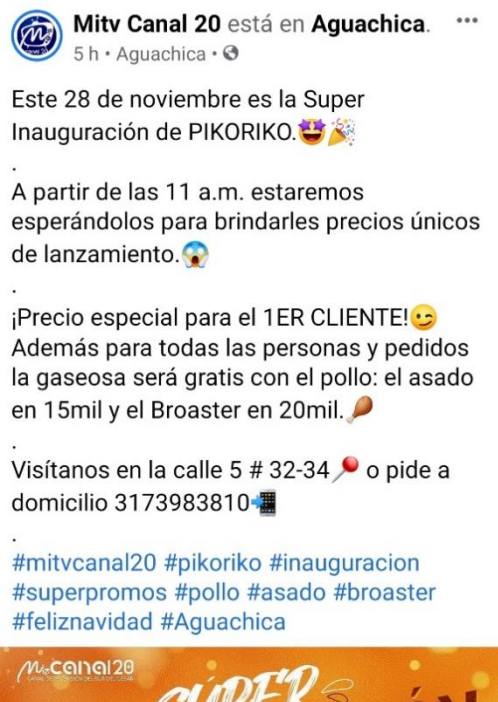 Mitv Canal 20 está en Aguachica.
5 h • Aguachica •
Este 28 de noviembre es la Super
Inauguración de PIKORIKO.🤩🎉
.
A partir de las 11 a.m. estaremos
esperándolos para brindarles precios únicos
de lanzamiento.😱
.
¡Precio especial para el 1ER CLIENTE!😉
Además para todas las personas y pedidos
la gaseosa será gratis con el pollo: el asado
en 15mil y el Broaster en 20mil.🍗
.
Visítanos en la calle 5 # 32-34📍 o pide a
domicilio 3173983810📲
.
#mitvcanal20 #pikoriko #inauguracion
#superpromos #pollo #asado #broaster
#feliznavidad #Aguachica
Mitv canal 20
SÚPER